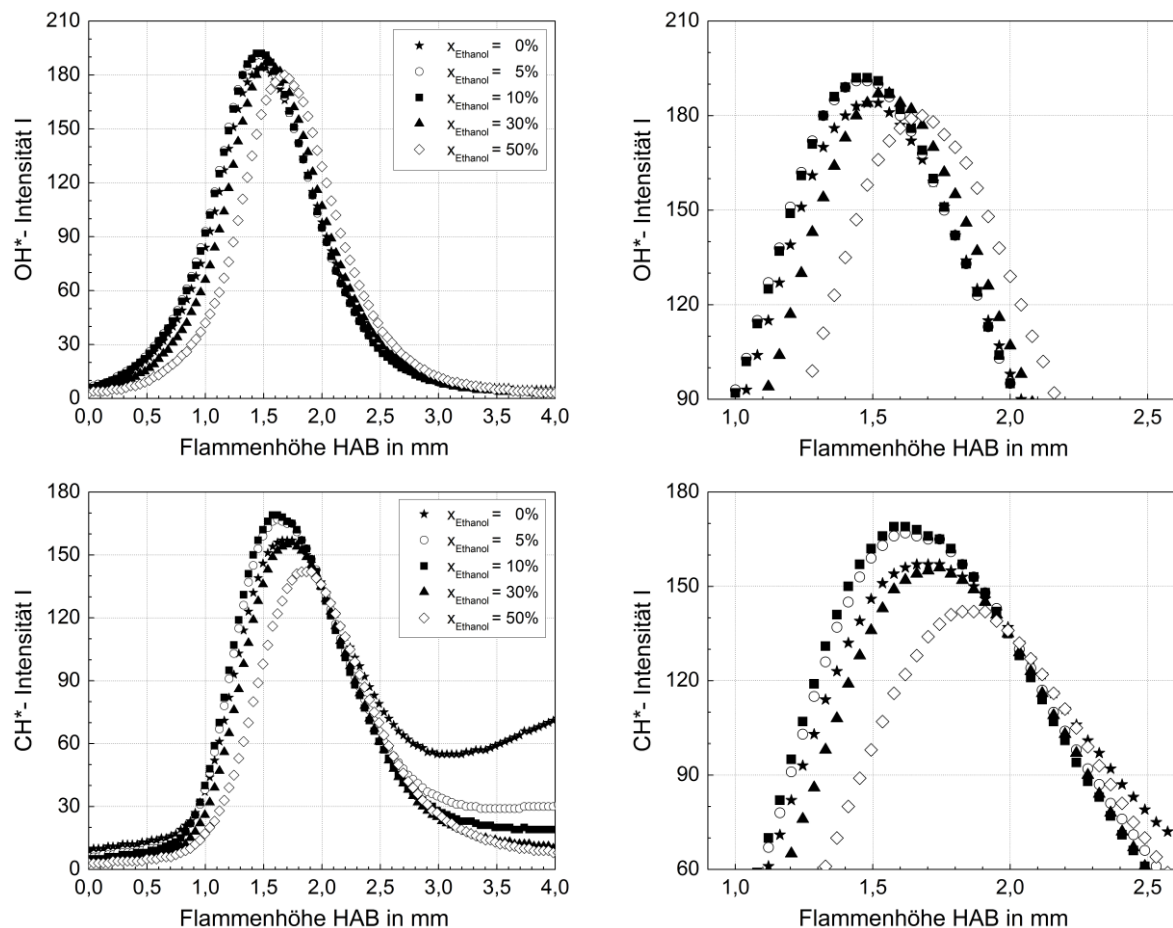 210
180
150
120
90
60
30
0
OH*- Intensität I
x_Ethanol = 0%
x_Ethanol = 5%
x_Ethanol = 10%
x_Ethanol = 30%
x_Ethanol = 50%
0,0 0,5 1,0 1,5 2,0 2,5 3,0 3,5 4,0
Flammenhöhe HAB in mm
210
180
150
120
90
OH*- Intensität I
1,0 1,5 2,0 2,5
Flammenhöhe HAB in mm
180
150
120
90
60
30
0
CH*- Intensität I
x_Ethanol = 0%
x_Ethanol = 5%
x_Ethanol = 10%
x_Ethanol = 30%
x_Ethanol = 50%
0,0 0,5 1,0 1,5 2,0 2,5 3,0 3,5 4,0
Flammenhöhe HAB in mm
180
150
120
90
60
CH*- Intensität I
1,0 1,5 2,0 2,5
Flammenhöhe HAB in mm